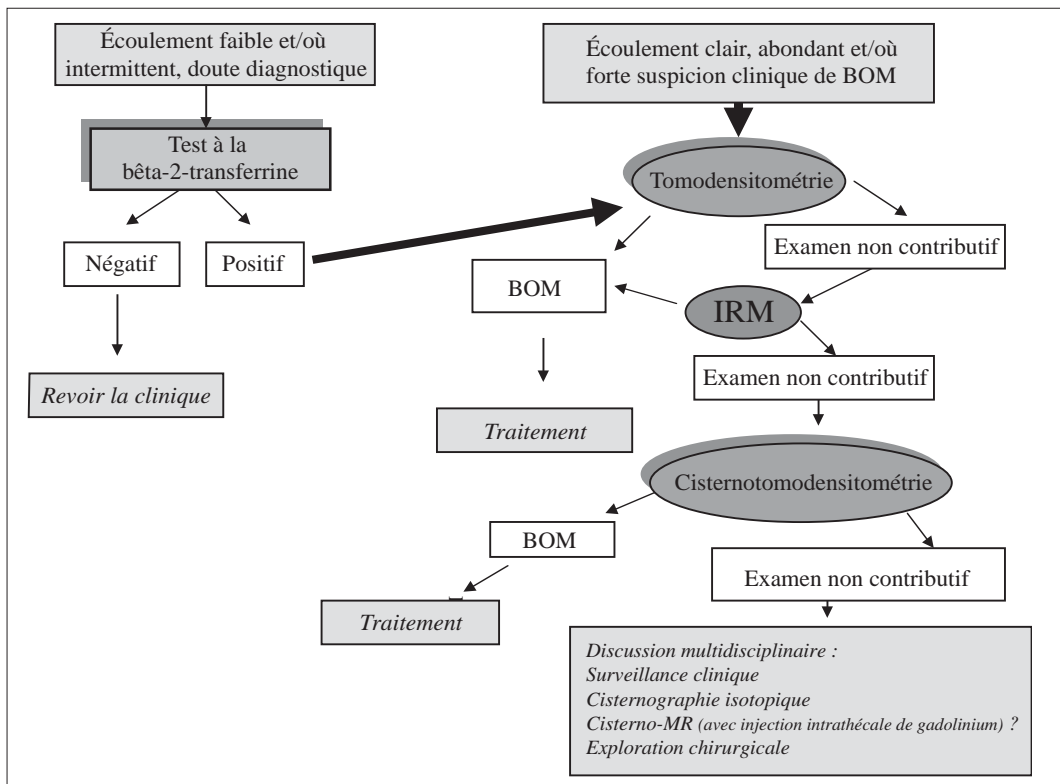 Écoulement faible et/où
intermittent, doute diagnostique
Écoulement clair, abondant et/où
forte suspicion clinique de BOM
Test à la
bêta-2-transferrine
Tomodensitométrie
Négatif
Positif
Examen non contributif
BOM
IRM
Examen non contributif
Revoir la clinique
Traitement
Cisternotomodensitométrie
BOM
Examen non contributif
Traitement
Discussion multidisciplinaire :
Surveillance clinique
Cisternographie isotopique
Cisterno-MR (avec injection intrathécale de gadolinium) ?
Exploration chirurgicale